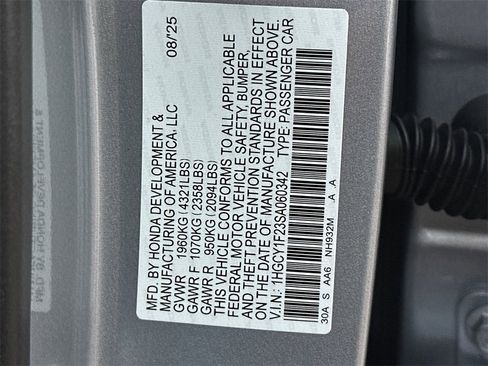 MFD. BY HONDA DEVELOPMENT & 08/'25
MANUFACTURING OF AMERICA, LLC
GVWR 1960KG (4321LBS)
GAWR F 1070KG (2358LBS)
GAWR R 950KG (2094LBS)
THIS VEHICLE CONFORMS TO ALL APPLICABLE
FEDERAL MOTOR VEHICLE SAFETY, BUMPER,
AND THEFT PREVENTION STANDARDS IN EFFECT
ON THE DATE OF MANUFACTURE SHOWN ABOVE.
V.I.N.: 1HGCY1F23SA060342 TYPE: PASSENGER CAR
30A S AA6 NH932M A A